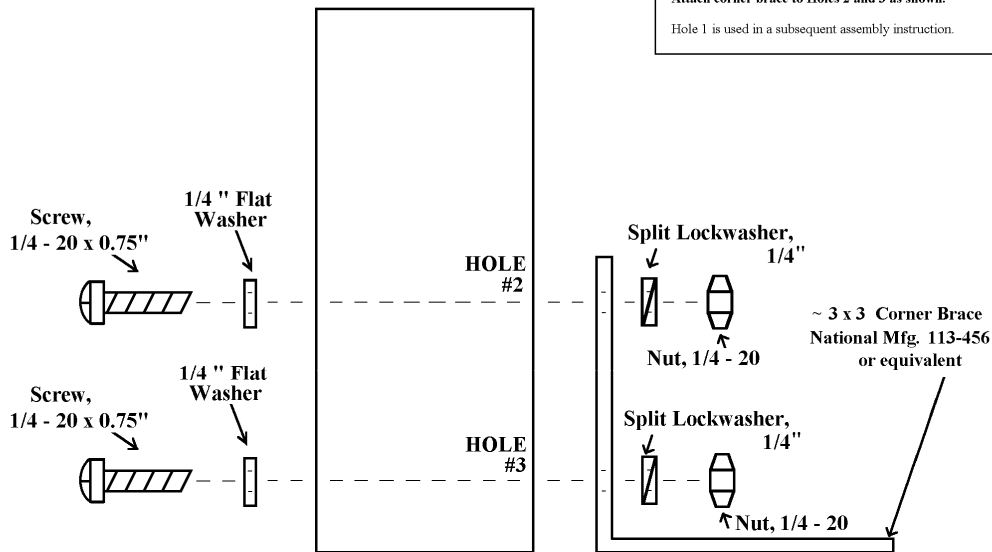 Attach corner brace to Holes 2 and 3 as shown.
Hole 1 is used in a subsequent assembly instruction.
1/4 " Flat
Washer
Screw,
1/4 - 20 x 0.75"
HOLE
#2
Split Lockwasher,
1/4"
Nut, 1/4 - 20
~ 3 x 3 Corner Brace
National Mfg. 113-456
or equivalent
1/4 " Flat
Washer
Screw,
1/4 - 20 x 0.75"
HOLE
#3
Split Lockwasher,
1/4"
Nut, 1/4 - 20